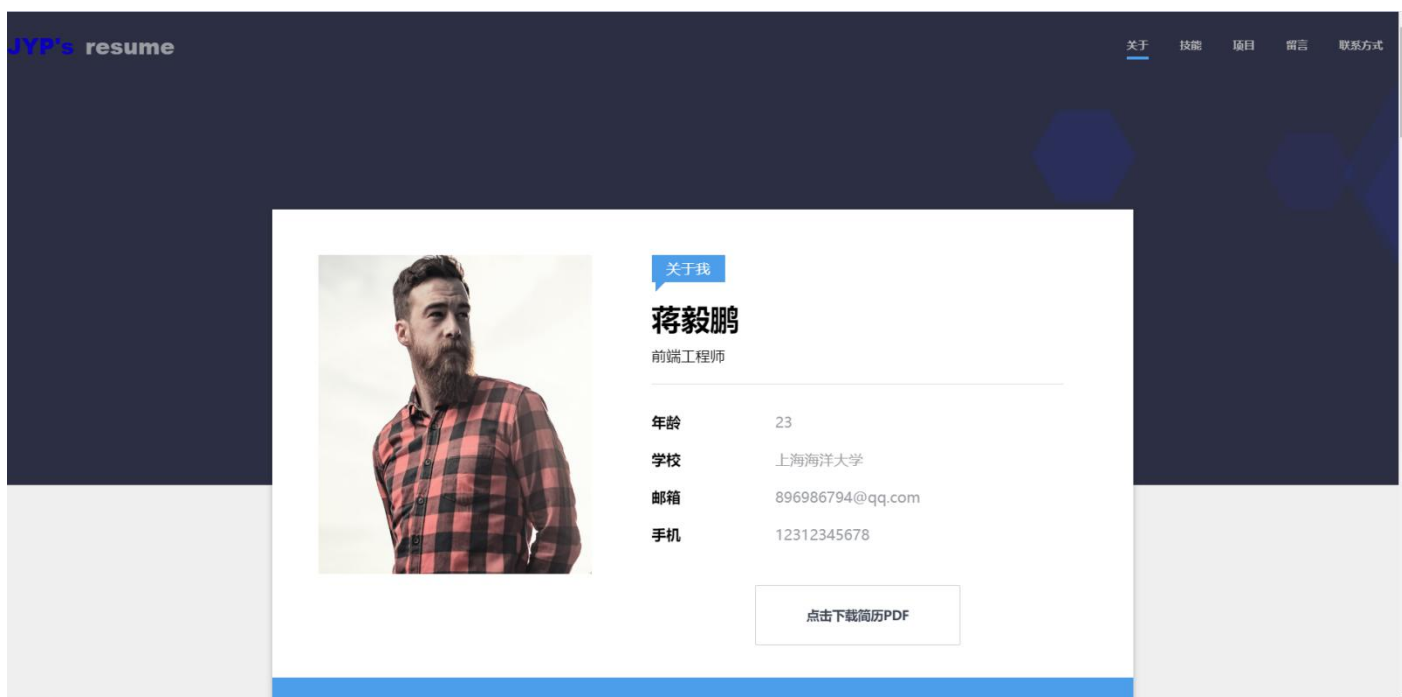 JYP's resume
关于 技能 项目 留言 联系方式
关于我
蒋毅鹏
前端工程师
年龄 23
学校 上海海洋大学
邮箱 896986794@qq.com
手机 12312345678
点击下载简历PDF